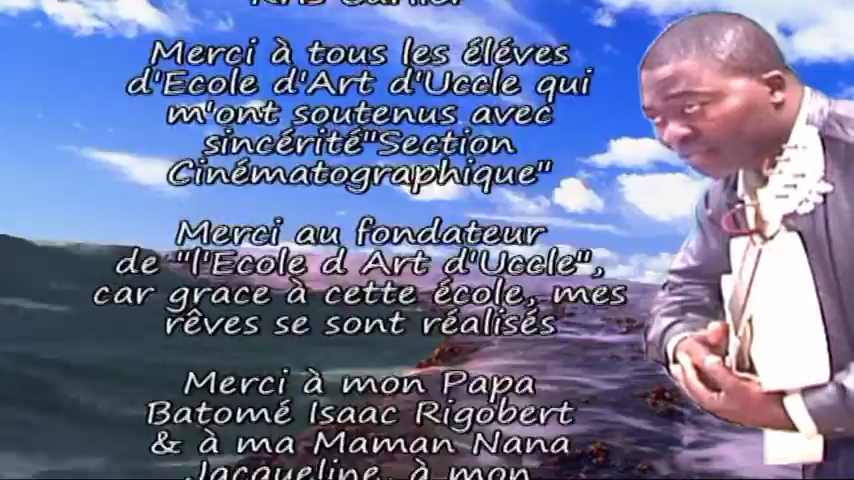 Merci à tous les éléves
d'Ecole d'Art d'Uccle qui
m'ont soutenus avec
sincérité"Section
Cinématographique"
Merci au fondateur
de "l'Ecole d Art d'Uccle",
car grace à cette école, mes
rêves se sont réalisés
Merci à mon Papa
Batomé Isaac Rigobert
& à ma Maman Nana
Jacqueline, à mon